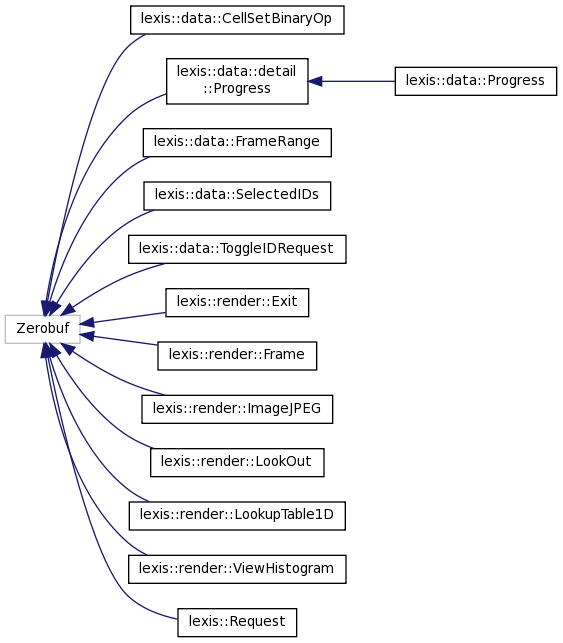 lexis::data::CellSetBinaryOp
lexis::data::detail
::Progress
lexis::data::Progress
lexis::data::FrameRange
lexis::data::SelectedIDs
lexis::data::ToggleIDRequest
lexis::render::Exit
Zerobuf
lexis::render::Frame
lexis::render::ImageJPEG
lexis::render::LookOut
lexis::render::LookupTable1D
lexis::render::ViewHistogram
lexis::Request